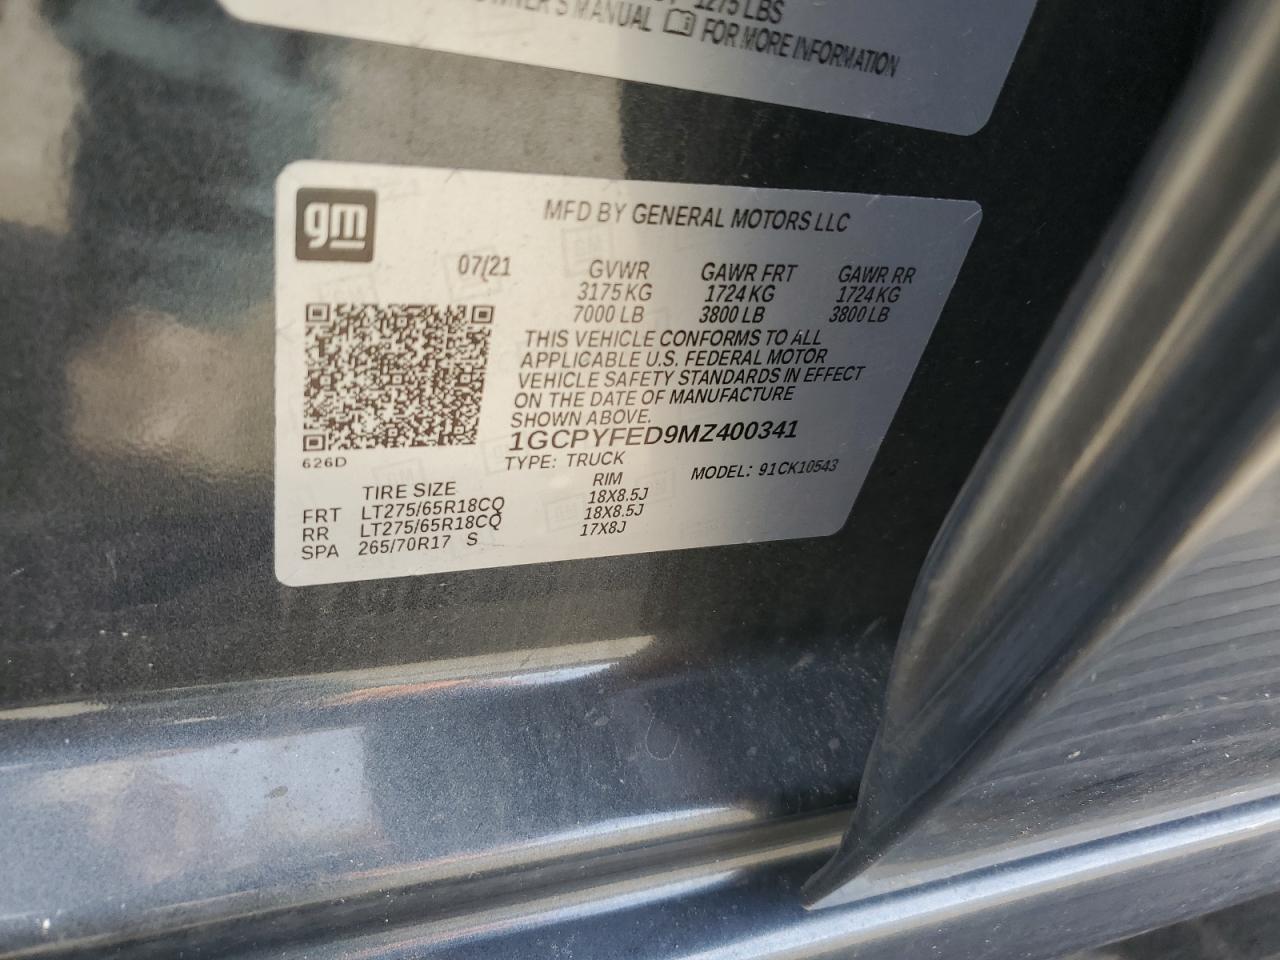 1275 LBS
OWNER'S MANUAL FOR MORE INFORMATION
gm
MFD BY GENERAL MOTORS LLC
07/21 GVWR GAWR FRT GAWR RR
3175 KG 1724 KG 1724 KG
7000 LB 3800 LB 3800 LB
THIS VEHICLE CONFORMS TO ALL
APPLICABLE U.S. FEDERAL MOTOR
VEHICLE SAFETY STANDARDS IN EFFECT
ON THE DATE OF MANUFACTURE
SHOWN ABOVE.
1GCPYFED9MZ400341
626D
TYPE: TRUCK MODEL: 91CK10543
TIRE SIZE RIM
FRT LT275/65R18CQ 18X8.5J
RR LT275/65R18CQ 18X8.5J
SPA 265/70R17 S 17X8J